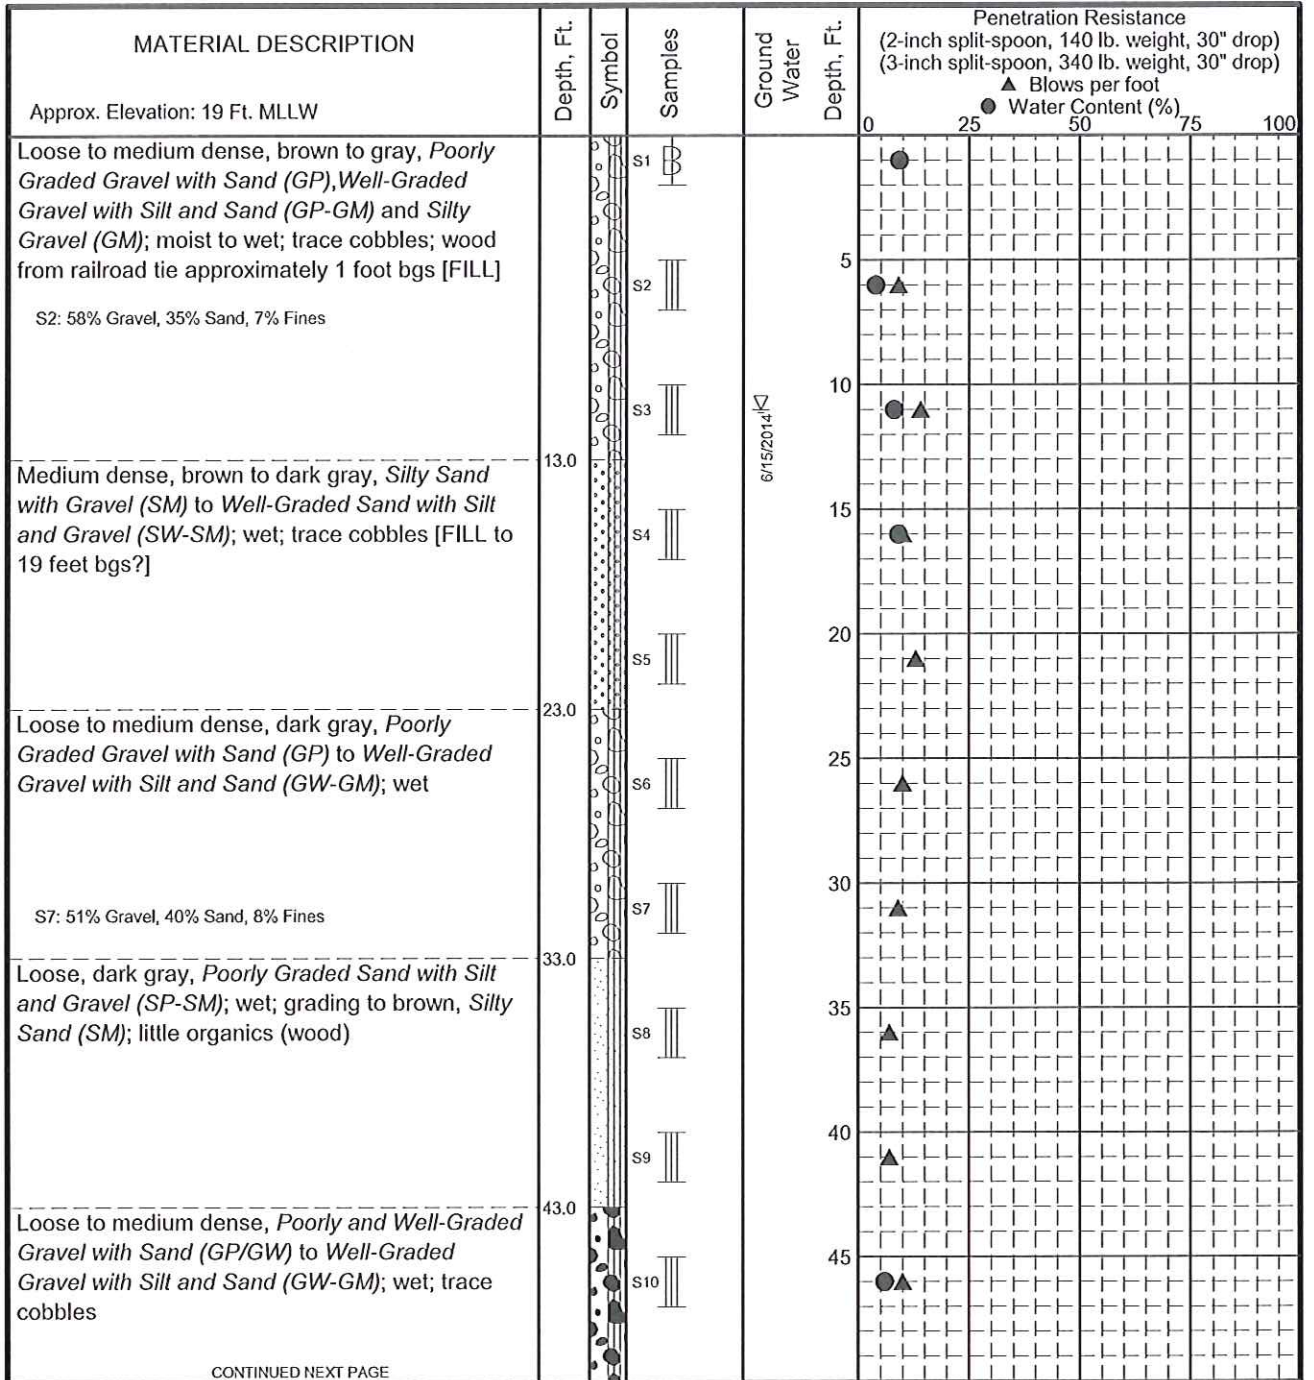 MATERIAL DESCRIPTION
Approx. Elevation: 19 Ft. MLLW
Depth, Ft.
Symbol
Samples
Ground
Water
Depth, Ft.
Penetration Resistance
(2-inch split-spoon, 140 lb. weight, 30" drop)
(3-inch split-spoon, 340 lb. weight, 30" drop)
▲ Blows per foot
● Water Content (%)
0 25 50 75 100
Loose to medium dense, brown to gray, Poorly
Graded Gravel with Sand (GP),Well-Graded
Gravel with Silt and Sand (GP-GM) and Silty
Gravel (GM); moist to wet; trace cobbles; wood
from railroad tie approximately 1 foot bgs [FILL]
S2: 58% Gravel, 35% Sand, 7% Fines
13.0
Medium dense, brown to dark gray, Silty Sand
with Gravel (SM) to Well-Graded Sand with Silt
and Gravel (SW-SM); wet; trace cobbles [FILL to
19 feet bgs?]
23.0
Loose to medium dense, dark gray, Poorly
Graded Gravel with Sand (GP) to Well-Graded
Gravel with Silt and Sand (GW-GM); wet
S7: 51% Gravel, 40% Sand, 8% Fines
33.0
Loose, dark gray, Poorly Graded Sand with Silt
and Gravel (SP-SM); wet; grading to brown, Silty
Sand (SM); little organics (wood)
43.0
Loose to medium dense, Poorly and Well-Graded
Gravel with Sand (GP/GW) to Well-Graded
Gravel with Silt and Sand (GW-GM); wet; trace
cobbles
CONTINUED NEXT PAGE
S1
S2
S3
S4
S5
S6
S7
S8
S9
S10
6/15/2014
5
10
15
20
25
30
35
40
45